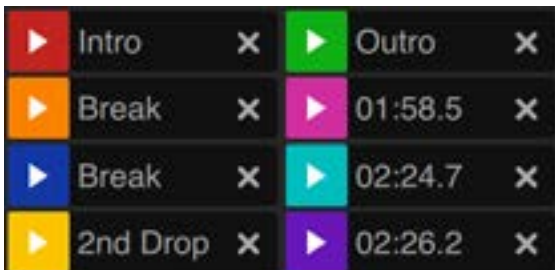 Intro
Break
Break
2nd Drop
Outro
01:58.5
02:24.7
02:26.2